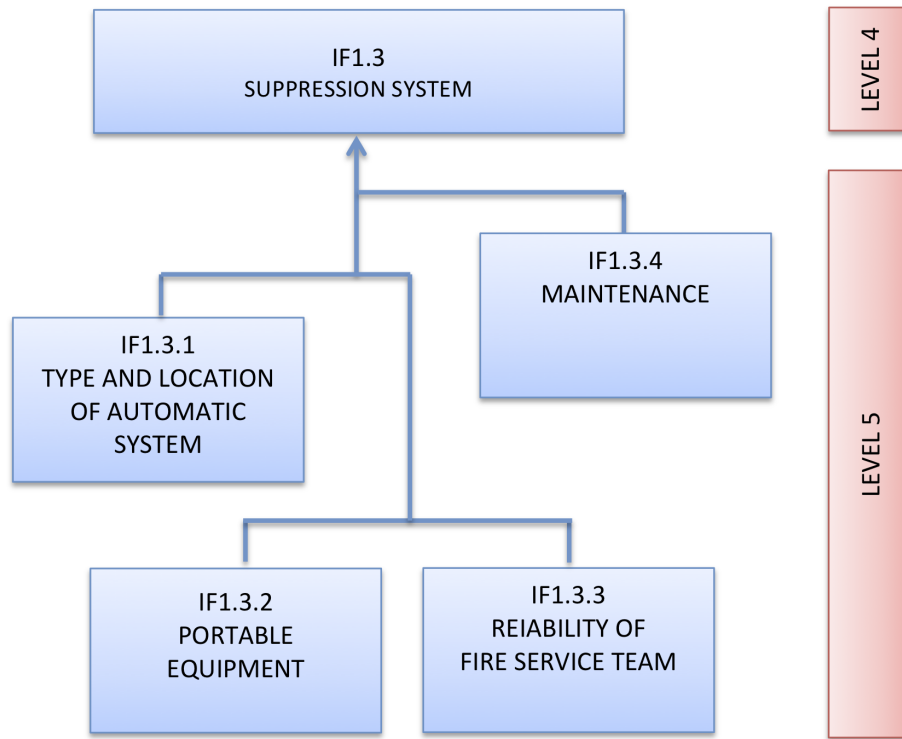 IF1.3
SUPPRESSION SYSTEM
LEVEL 4
IF1.3.4
MAINTENANCE
IF1.3.1
TYPE AND LOCATION
OF AUTOMATIC
SYSTEM
LEVEL 5
IF1.3.2
PORTABLE
EQUIPMENT
IF1.3.3
REIABILITY OF
FIRE SERVICE TEAM